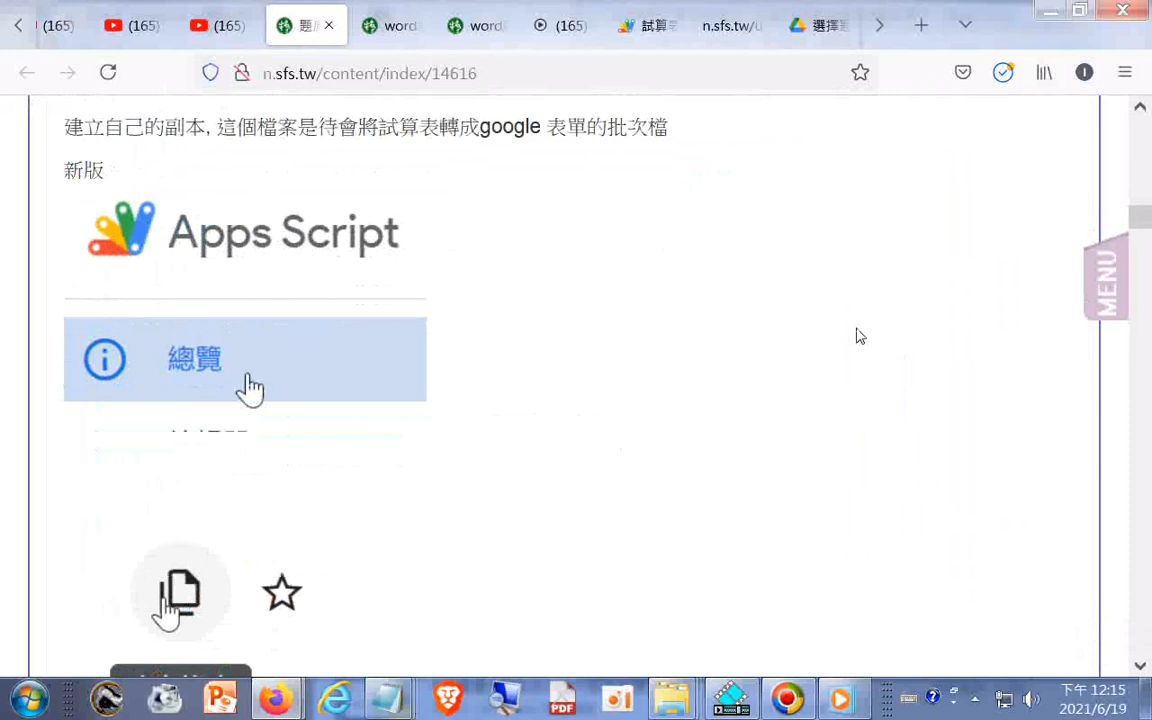 (165)
(165)
(165)
題
word
word
(165)
試算
n.sfs.tw/
選擇
n.sfs.tw/content/index/14616
建立自己的副本, 這個檔案是待會將試算表轉成google 表單的批次檔
新版
Apps Script
總覽
MENU
下午 12:15
2021/6/19